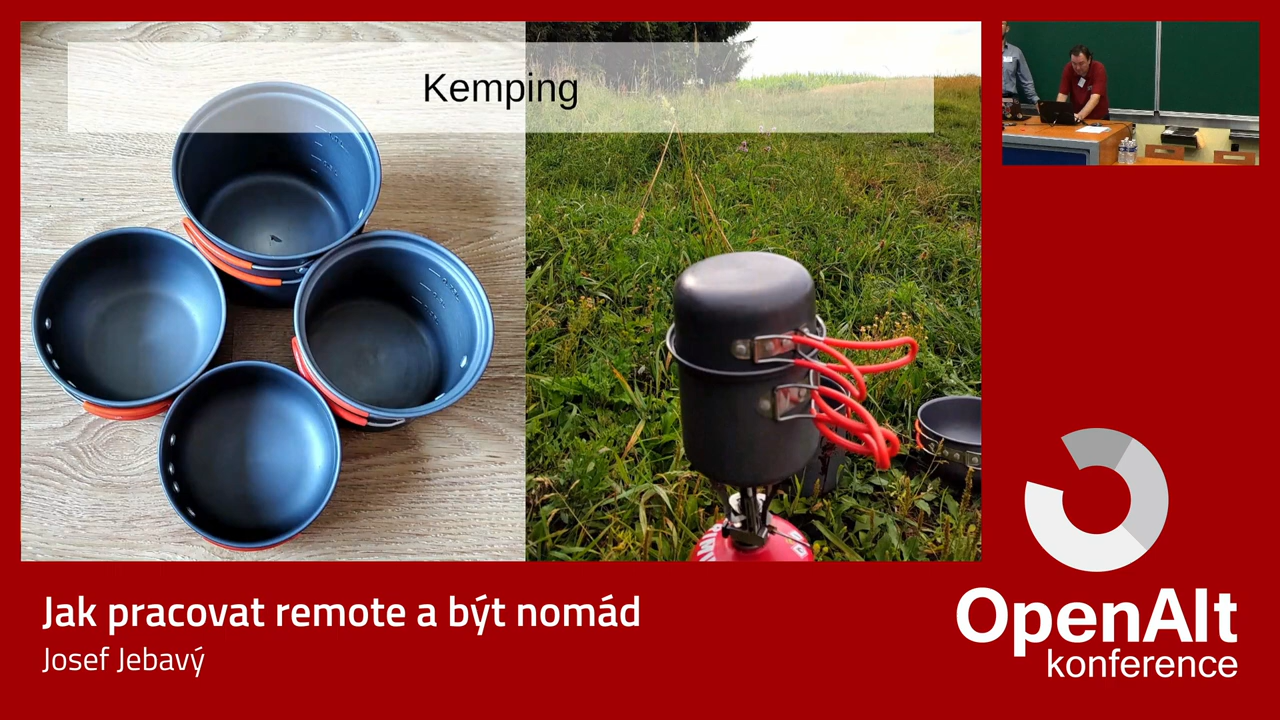 Kemping
Jak pracovat remote a být nomád
Josef Jebavý
OpenAlt
konference